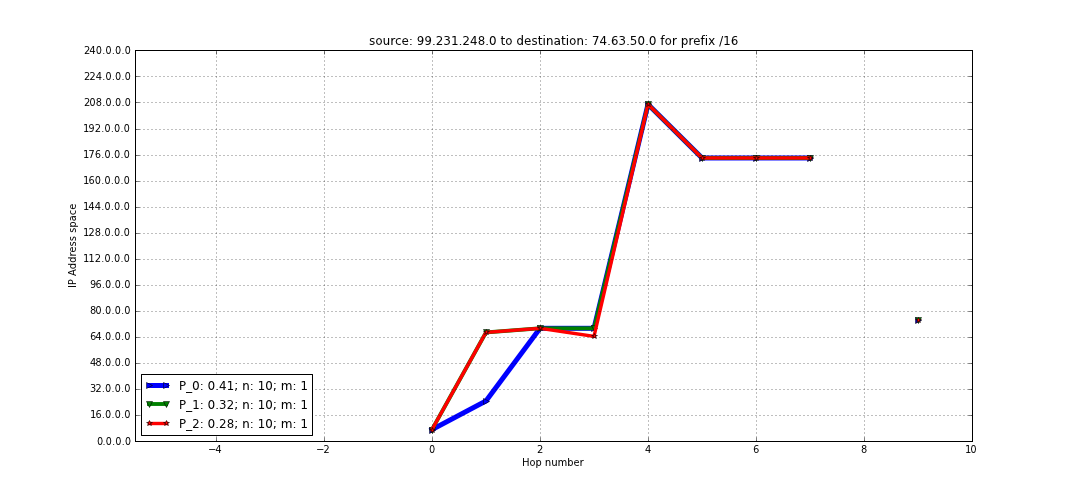 source: 99.231.248.0 to destination: 74.63.50.0 for prefix /16
240.0.0.0
224.0.0.0
208.0.0.0
192.0.0.0
176.0.0.0
160.0.0.0
144.0.0.0
128.0.0.0
112.0.0.0
96.0.0.0
80.0.0.0
64.0.0.0
48.0.0.0
32.0.0.0
16.0.0.0
0.0.0.0
IP Address space
P_0: 0.41; n: 10; m: 1
P_1: 0.32; n: 10; m: 1
P_2: 0.28; n: 10; m: 1
−4 −2 0 2 4 6 8 10
Hop number